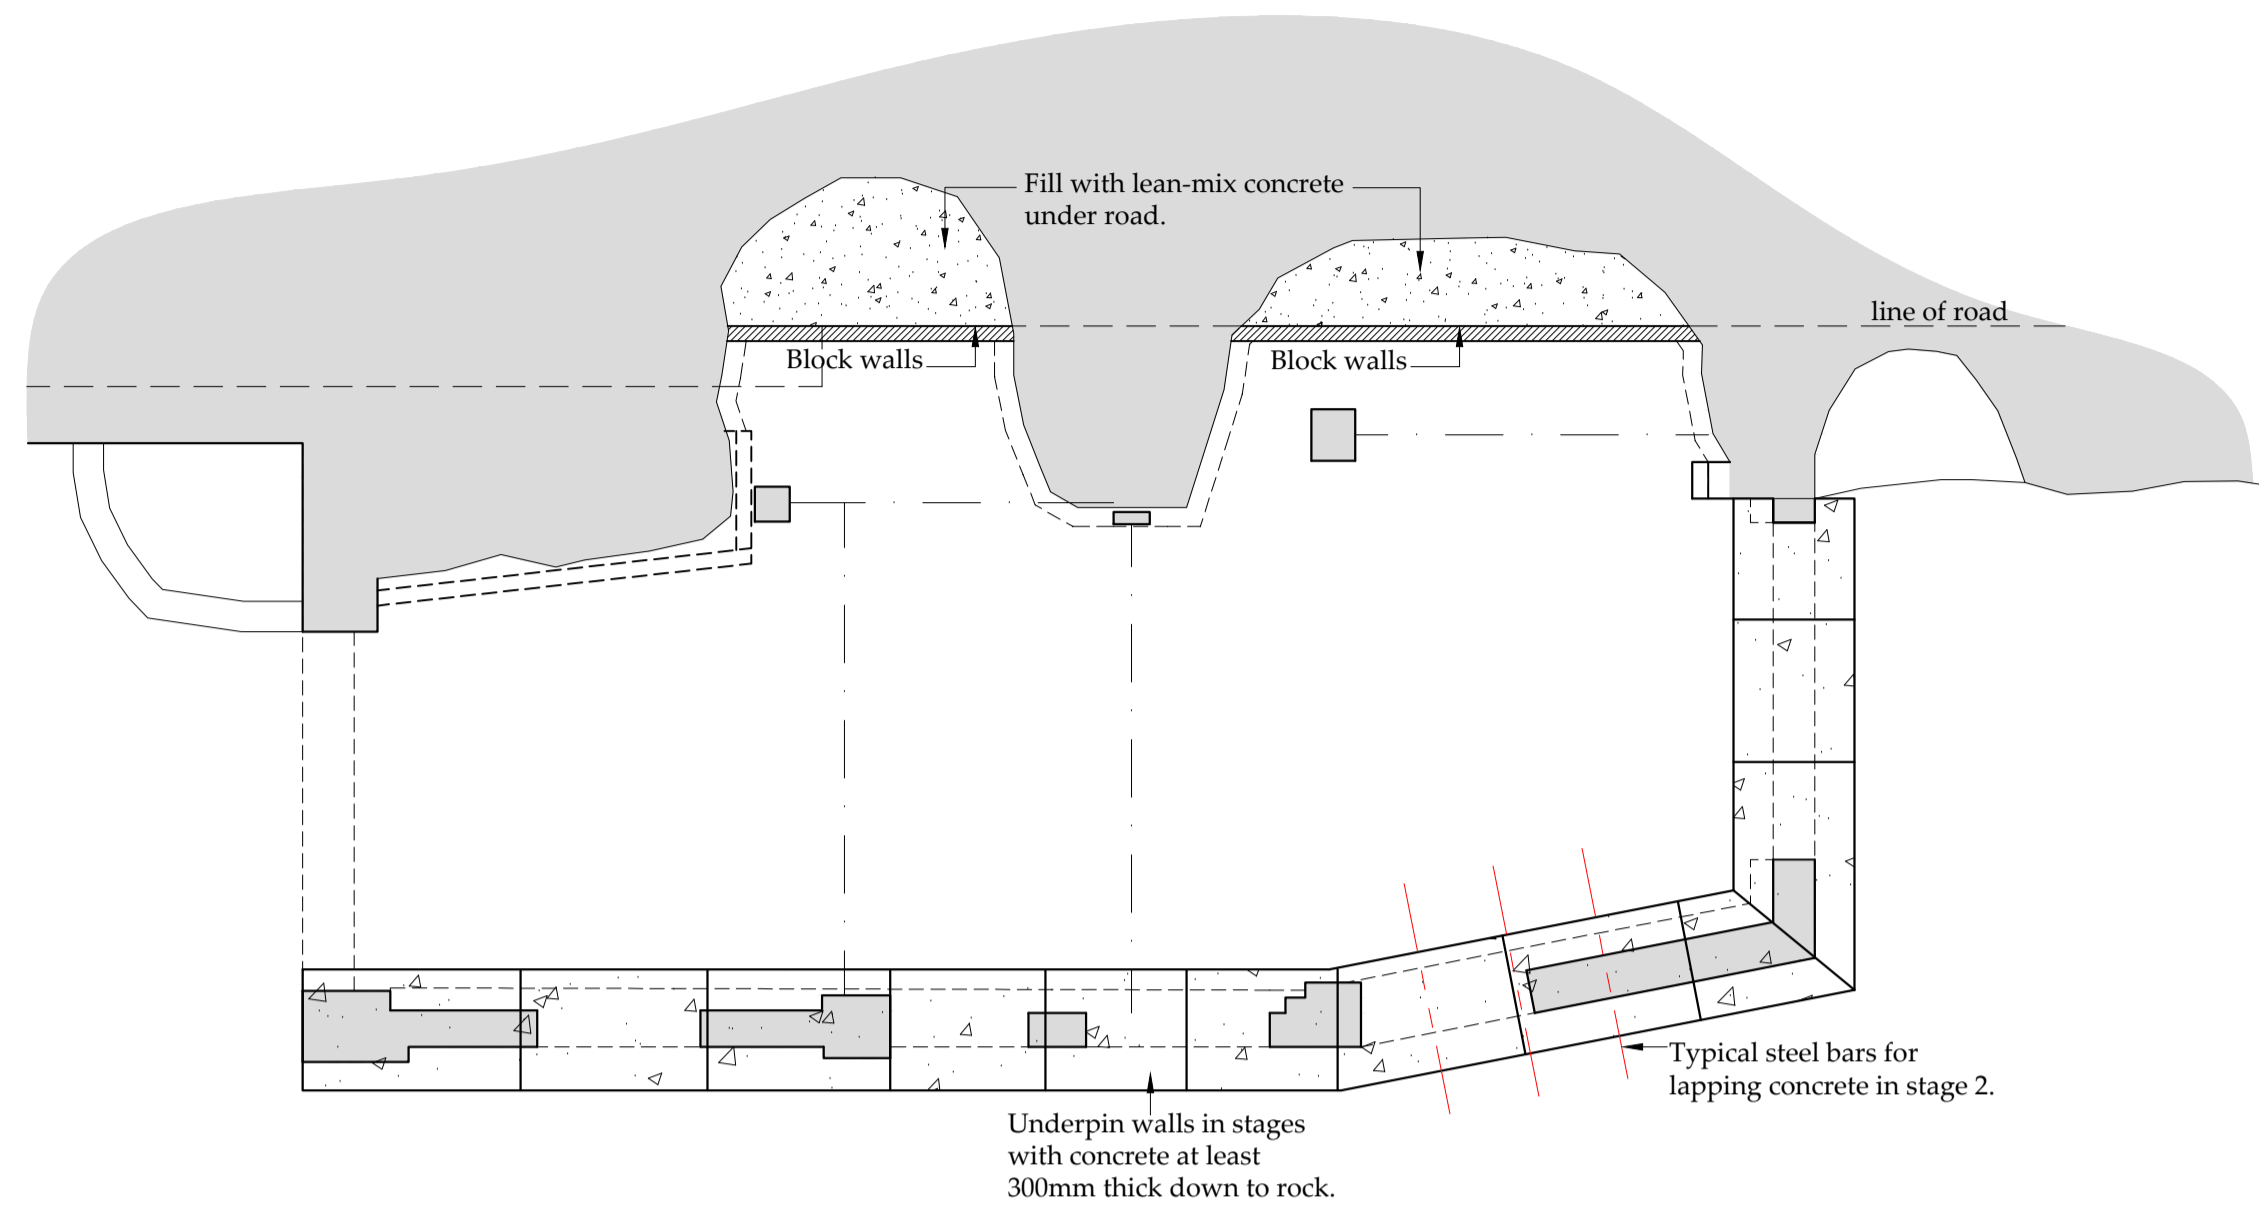 Fill with lean-mix concrete
under road.
line of road
Block walls
Block walls
Typical steel bars for
lapping concrete in stage 2.
Underpin walls in stages
with concrete at least
300mm thick down to rock.